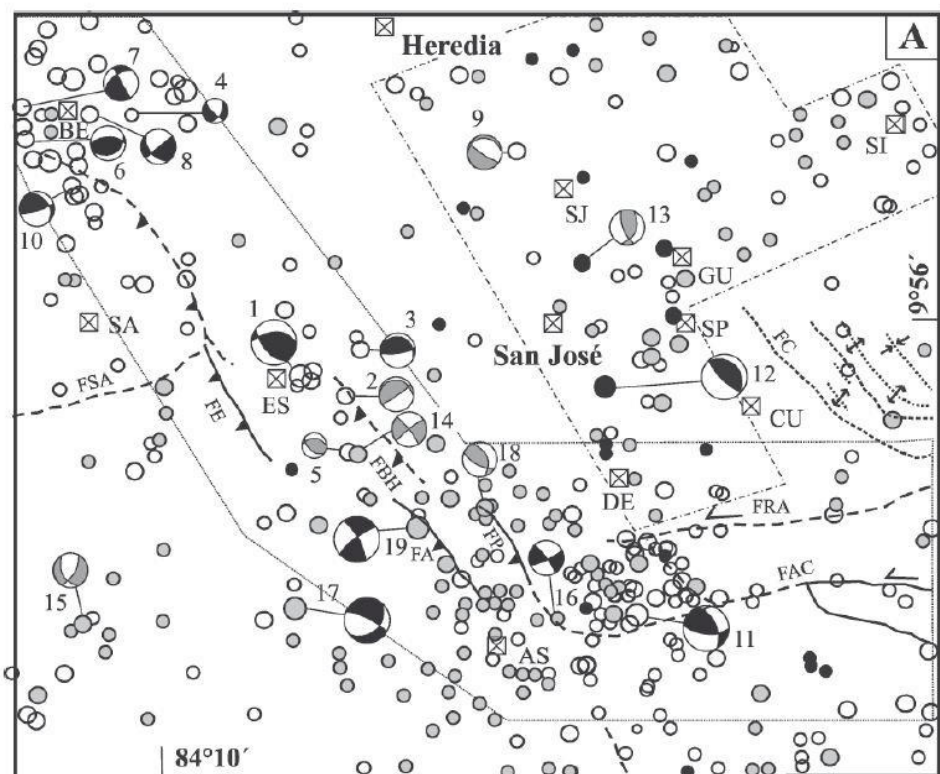 A
Heredia
7
4
9
BE
SI
6
8
SJ
13
10
GU
9°56´
SA
1
3
SP
FC
San José
FSA
2
12
ES
FE
14
CU
5
18
FBH
DE
FRA
FPO
19
FA
FAC
15
17
16
11
AS
84°10´